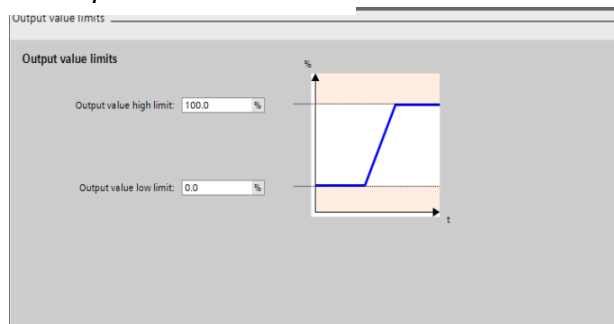 Output value limits
Output value limits
%
Output value high limit: 100.0 %
Output value low limit: 0.0 %
t